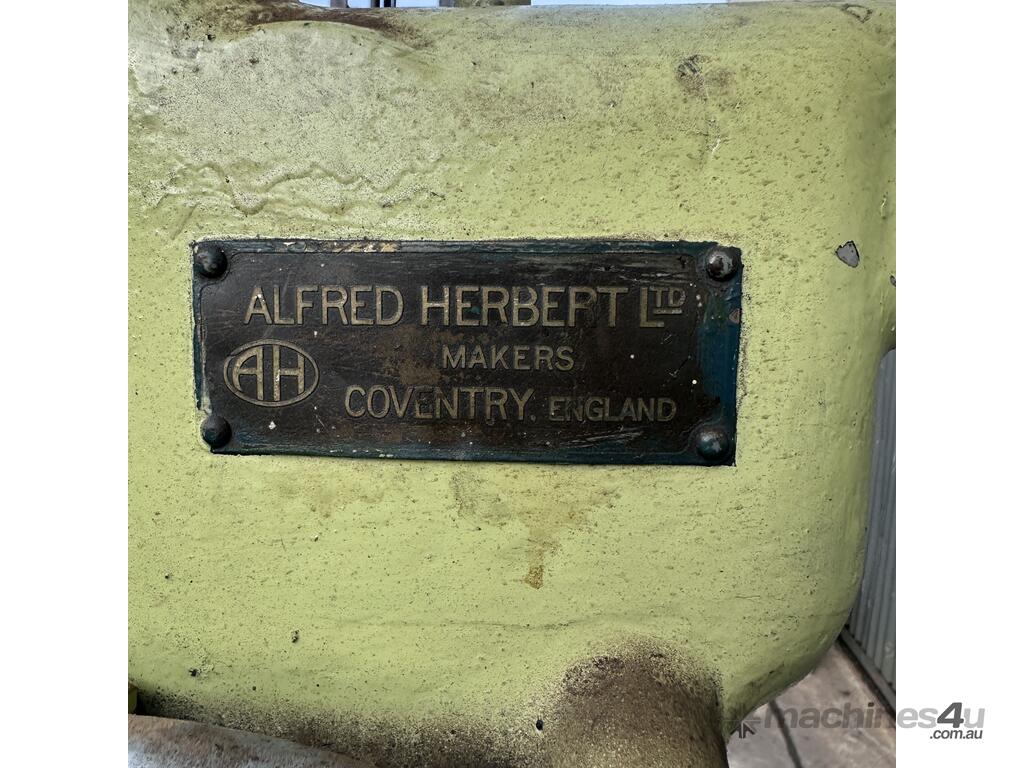 ALFRED HERBERT LTD
AH
MAKERS
COVENTRY, ENGLAND
machines4u
.com.au